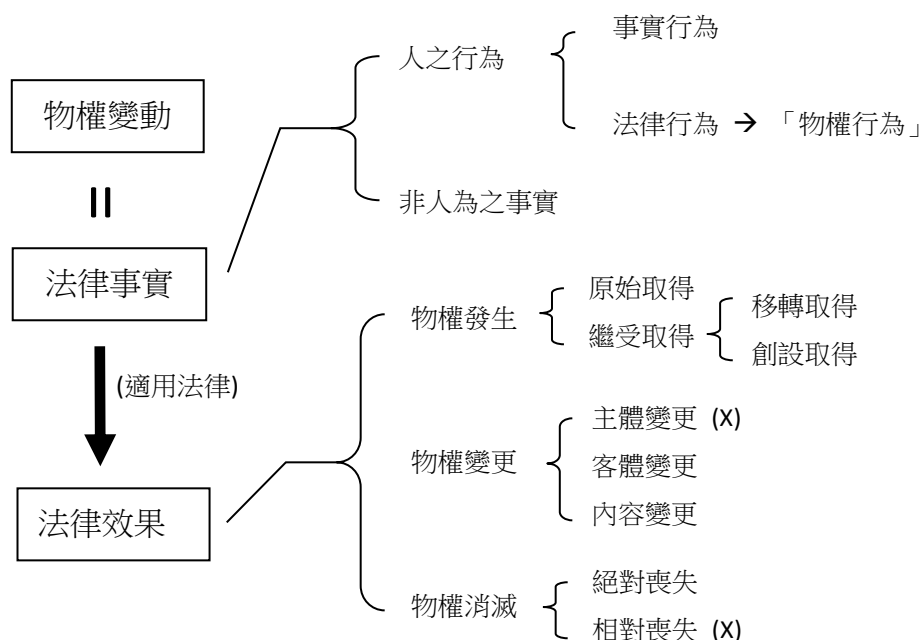 物權變動
法律事實
(適用法律)
法律效果
人之行為
事實行為
法律行為 → 「物權行為」
非人為之事實
物權發生
原始取得
繼受取得
移轉取得
創設取得
物權變更
主體變更 (X)
客體變更
內容變更
物權消滅
絕對喪失
相對喪失 (X)